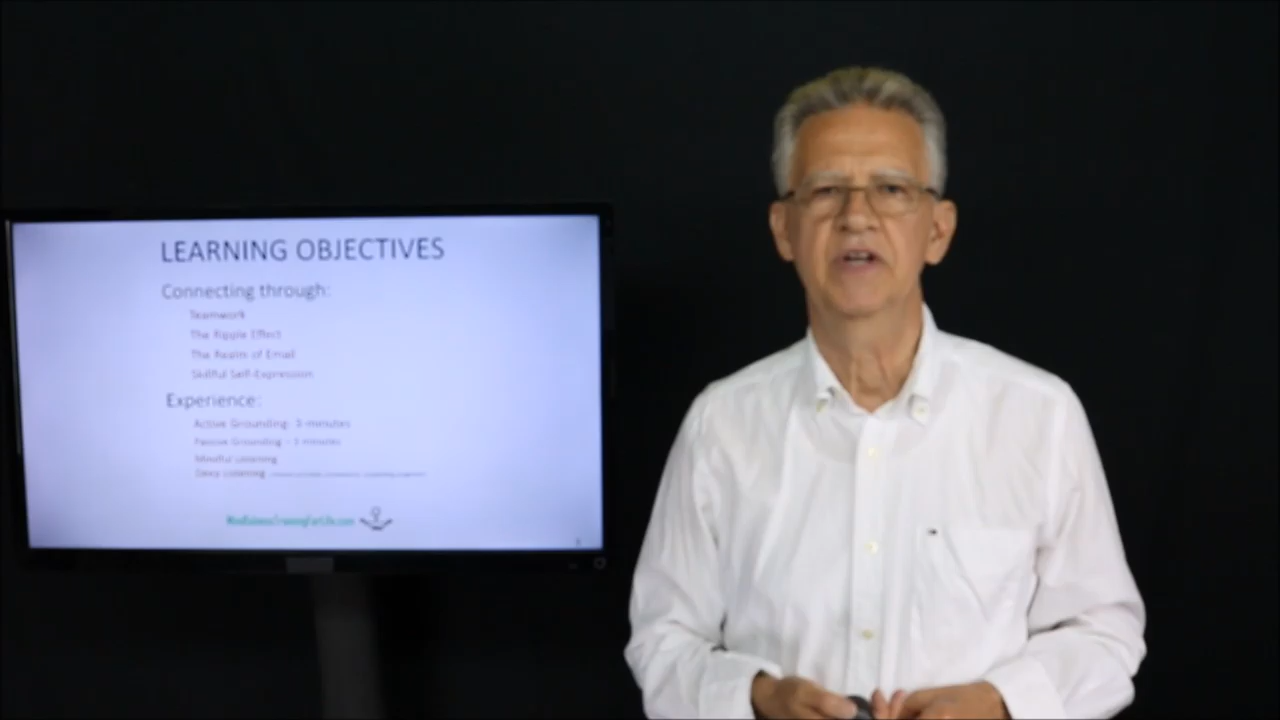 LEARNING OBJECTIVES
Connecting through:
Teamwork
The Ripple Effect
The Realm of Email
Skillful Self-Expression
Experience:
Active Grounding- 3 minutes
Passive Grounding - 3 minutes
Mindful Listening
Deep Listening
MindfulnessTrainingForLife.com